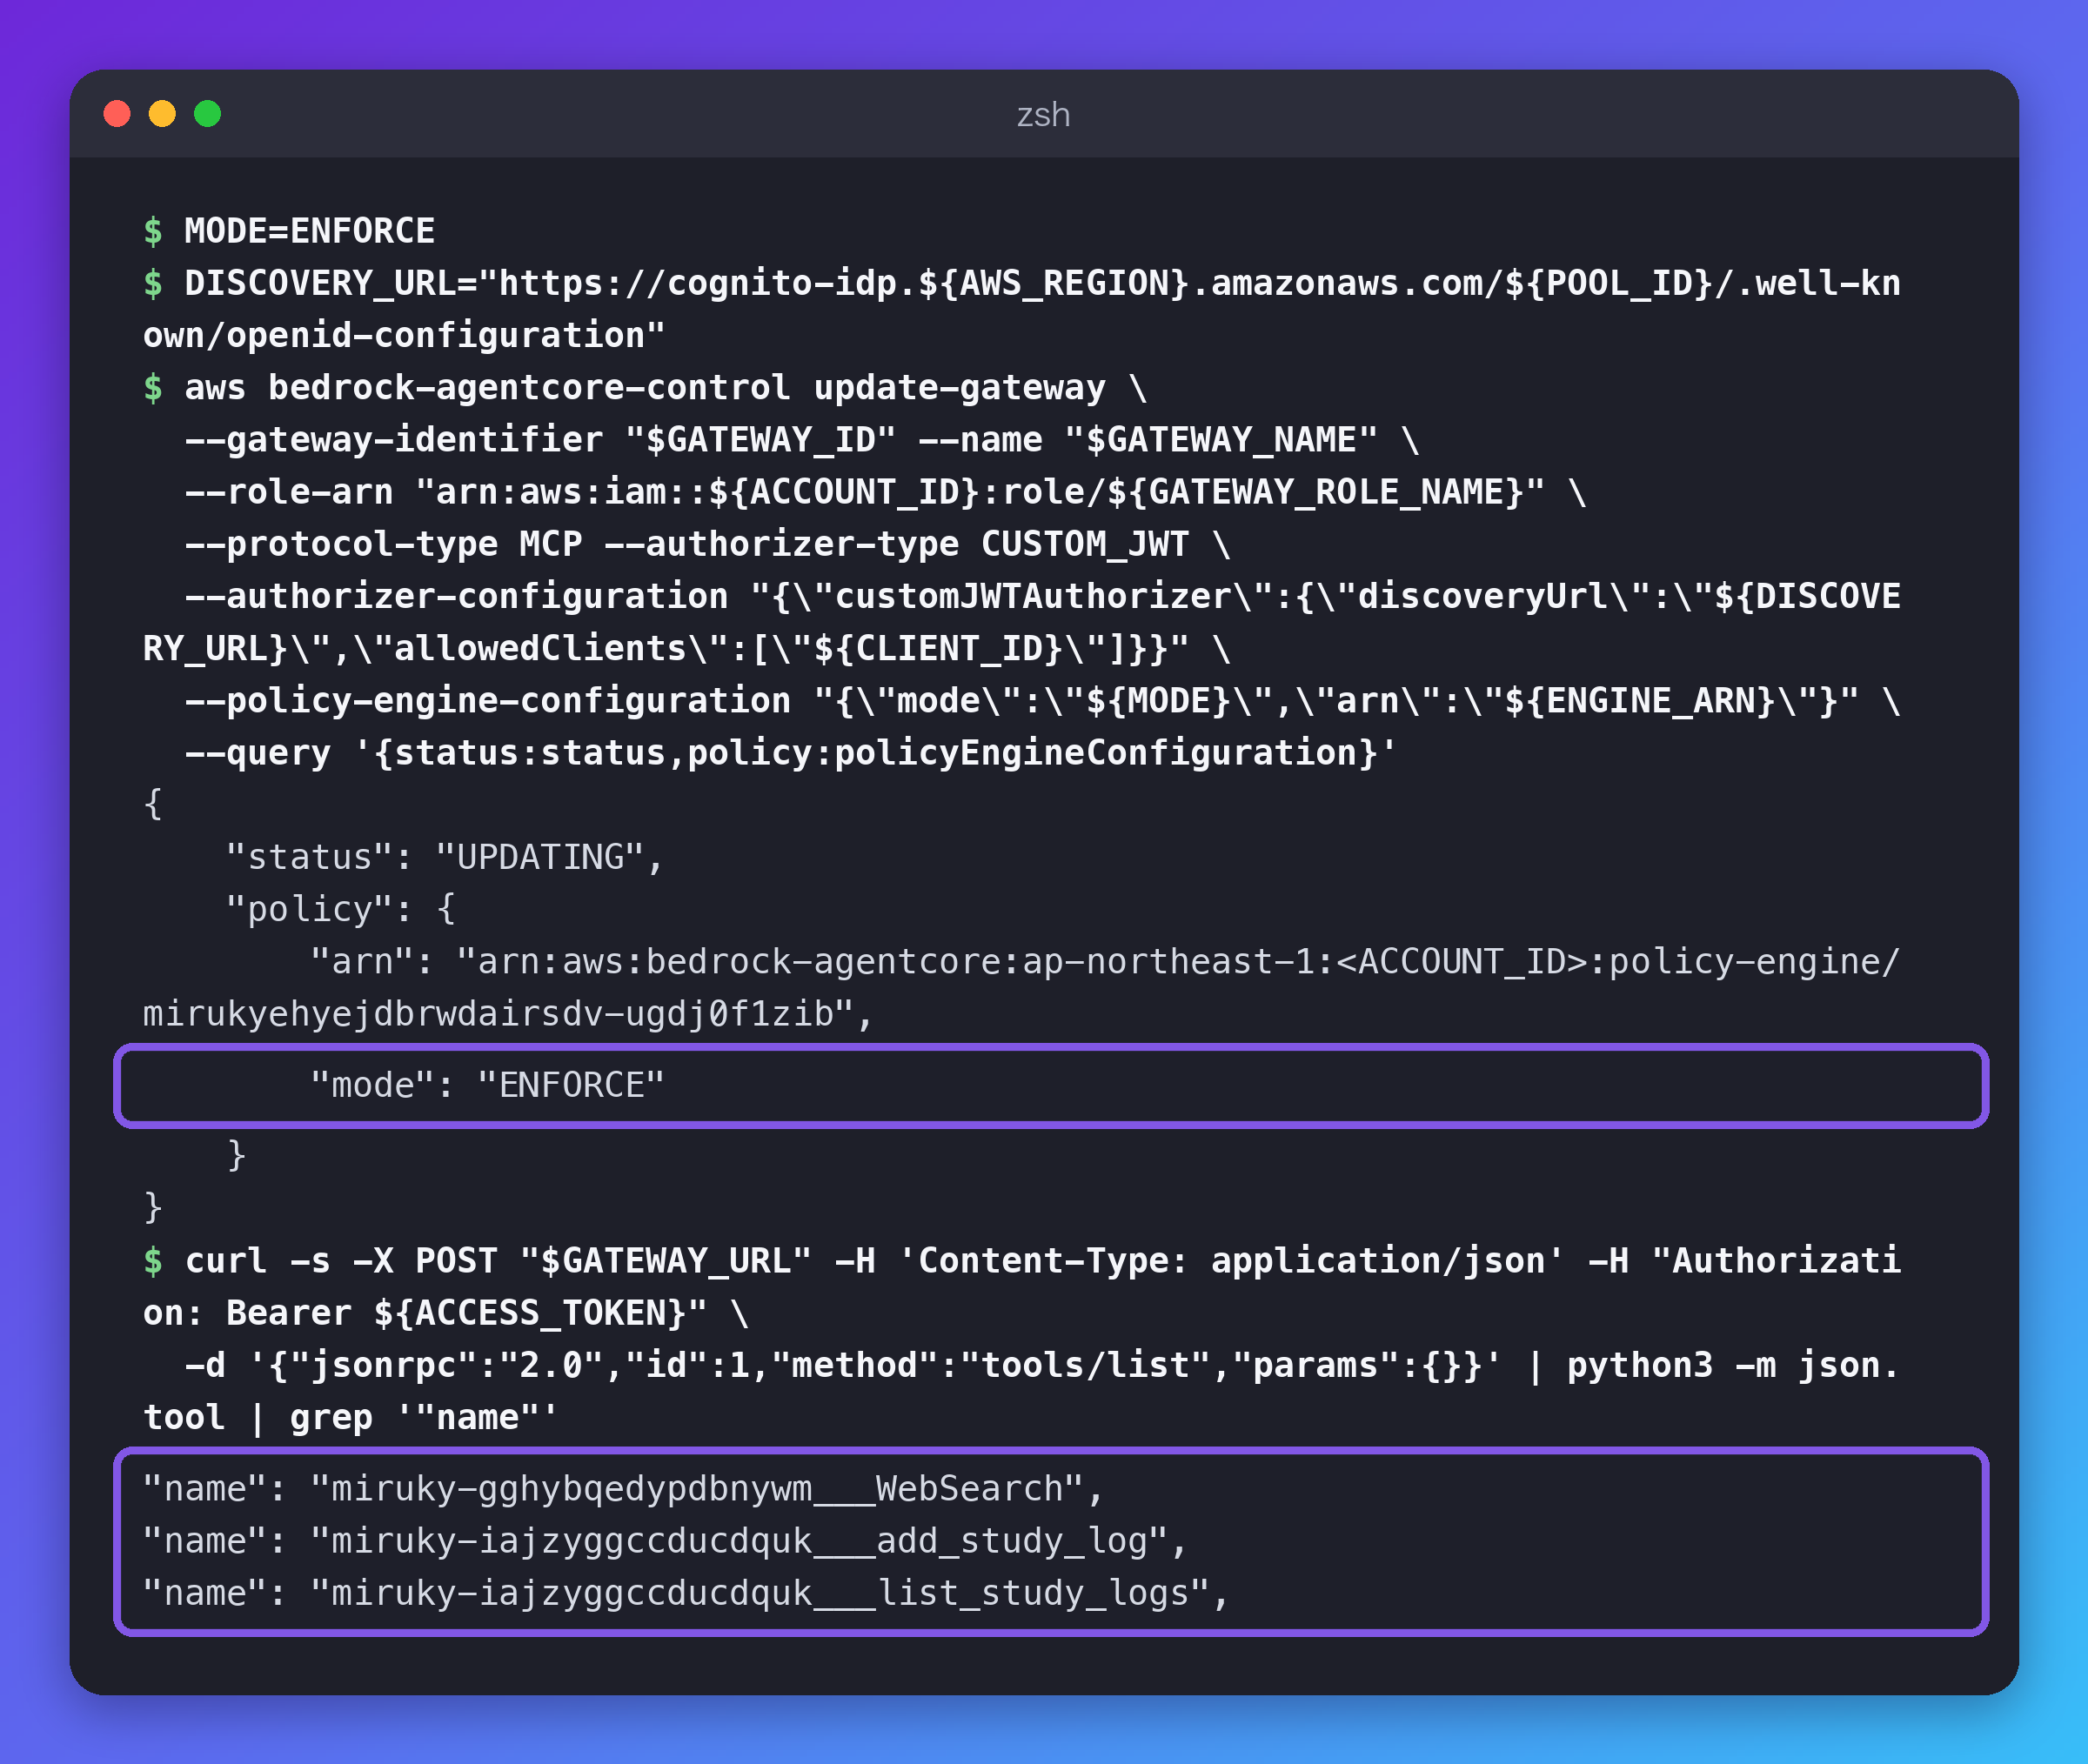 zsh
$ MODE=ENFORCE
$ DISCOVERY_URL="https://cognito-idp.${AWS_REGION}.amazonaws.com/${POOL_ID}/.well-kn
own/openid-configuration"
$ aws bedrock-agentcore-control update-gateway \
  --gateway-identifier "$GATEWAY_ID" --name "$GATEWAY_NAME" \
  --role-arn "arn:aws:iam::${ACCOUNT_ID}:role/${GATEWAY_ROLE_NAME}" \
  --protocol-type MCP --authorizer-type CUSTOM_JWT \
  --authorizer-configuration "{\"customJWTAuthorizer\":{\"discoveryUrl\":\"${DISCOVE
RY_URL}\",\"allowedClients\":[\"${CLIENT_ID}\"]}}" \
  --policy-engine-configuration "{\"mode\":\"${MODE}\",\"arn\":\"${ENGINE_ARN}\"}" \
  --query '{status:status,policy:policyEngineConfiguration}'
{
    "status": "UPDATING",
    "policy": {
        "arn": "arn:aws:bedrock-agentcore:ap-northeast-1:<ACCOUNT_ID>:policy-engine/
mirukyehyejdbrwdairsdv-ugdj0f1zib",
        "mode": "ENFORCE"
    }
}
$ curl -s -X POST "$GATEWAY_URL" -H 'Content-Type: application/json' -H "Authorizati
on: Bearer ${ACCESS_TOKEN}" \
  -d '{"jsonrpc":"2.0","id":1,"method":"tools/list","params":{}}' | python3 -m json.
tool | grep '"name"'
"name": "miruky-gghybqedypdbnywm___WebSearch",
"name": "miruky-iajzyggccducdquk___add_study_log",
"name": "miruky-iajzyggccducdquk___list_study_logs",